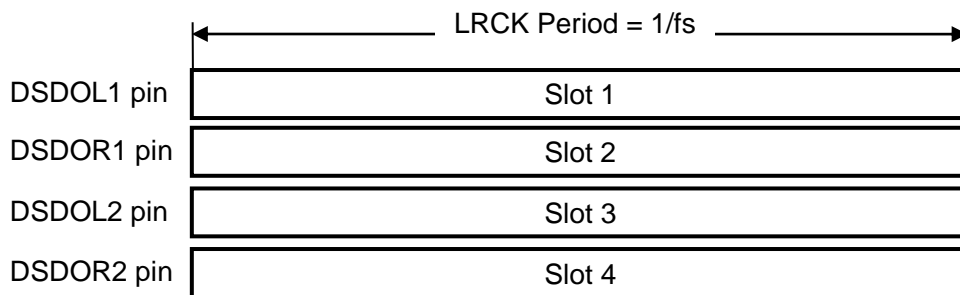 LRCK Period = 1/fs
DSDOL1 pin Slot 1
DSDOR1 pin Slot 2
DSDOL2 pin Slot 3
DSDOR2 pin Slot 4